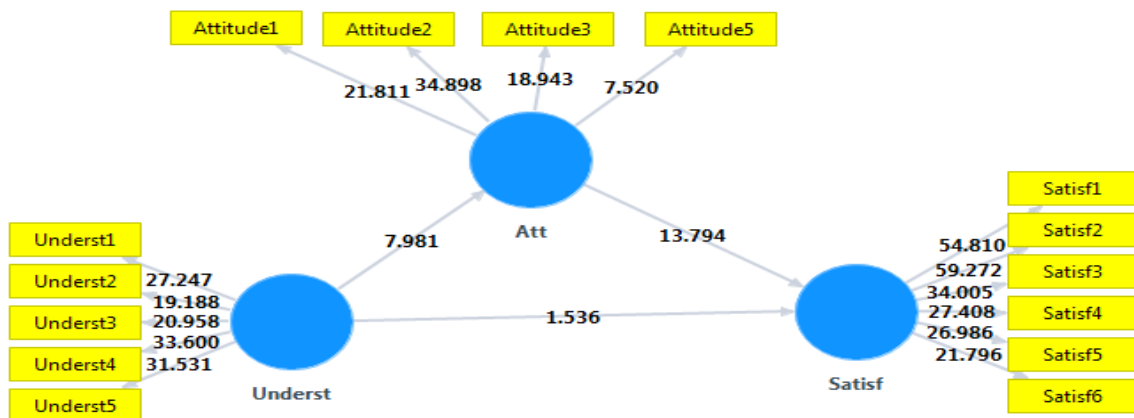 Attitude1
Attitude2
Attitude3
Attitude5
21.811
34.898
18.943
7.520
Att
7.981
13.794
1.536
Underst1
Underst2
Underst3
Underst4
Underst5
27.247
19.188
20.958
33.600
31.531
Underst
Satisf1
Satisf2
Satisf3
Satisf4
Satisf5
Satisf6
54.810
59.272
34.005
27.408
26.986
21.796
Satisf